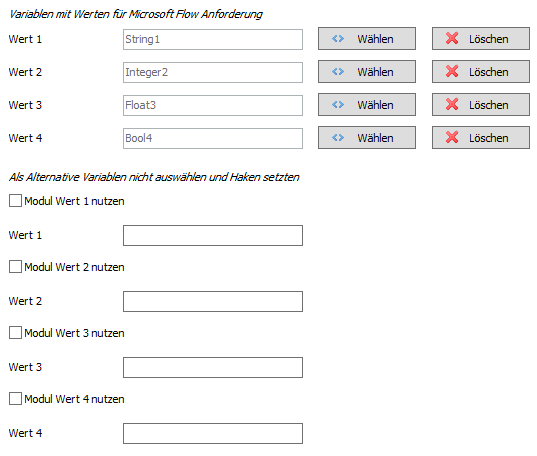 Variablen mit Werten für Microsoft Flow Anforderung
Wert 1 String1 Wählen Löschen
Wert 2 Integer2 Wählen Löschen
Wert 3 Float3 Wählen Löschen
Wert 4 Bool4 Wählen Löschen
Als Alternative Variablen nicht auswählen und Haken setzten
Modul Wert 1 nutzen
Wert 1
Modul Wert 2 nutzen
Wert 2
Modul Wert 3 nutzen
Wert 3
Modul Wert 4 nutzen
Wert 4